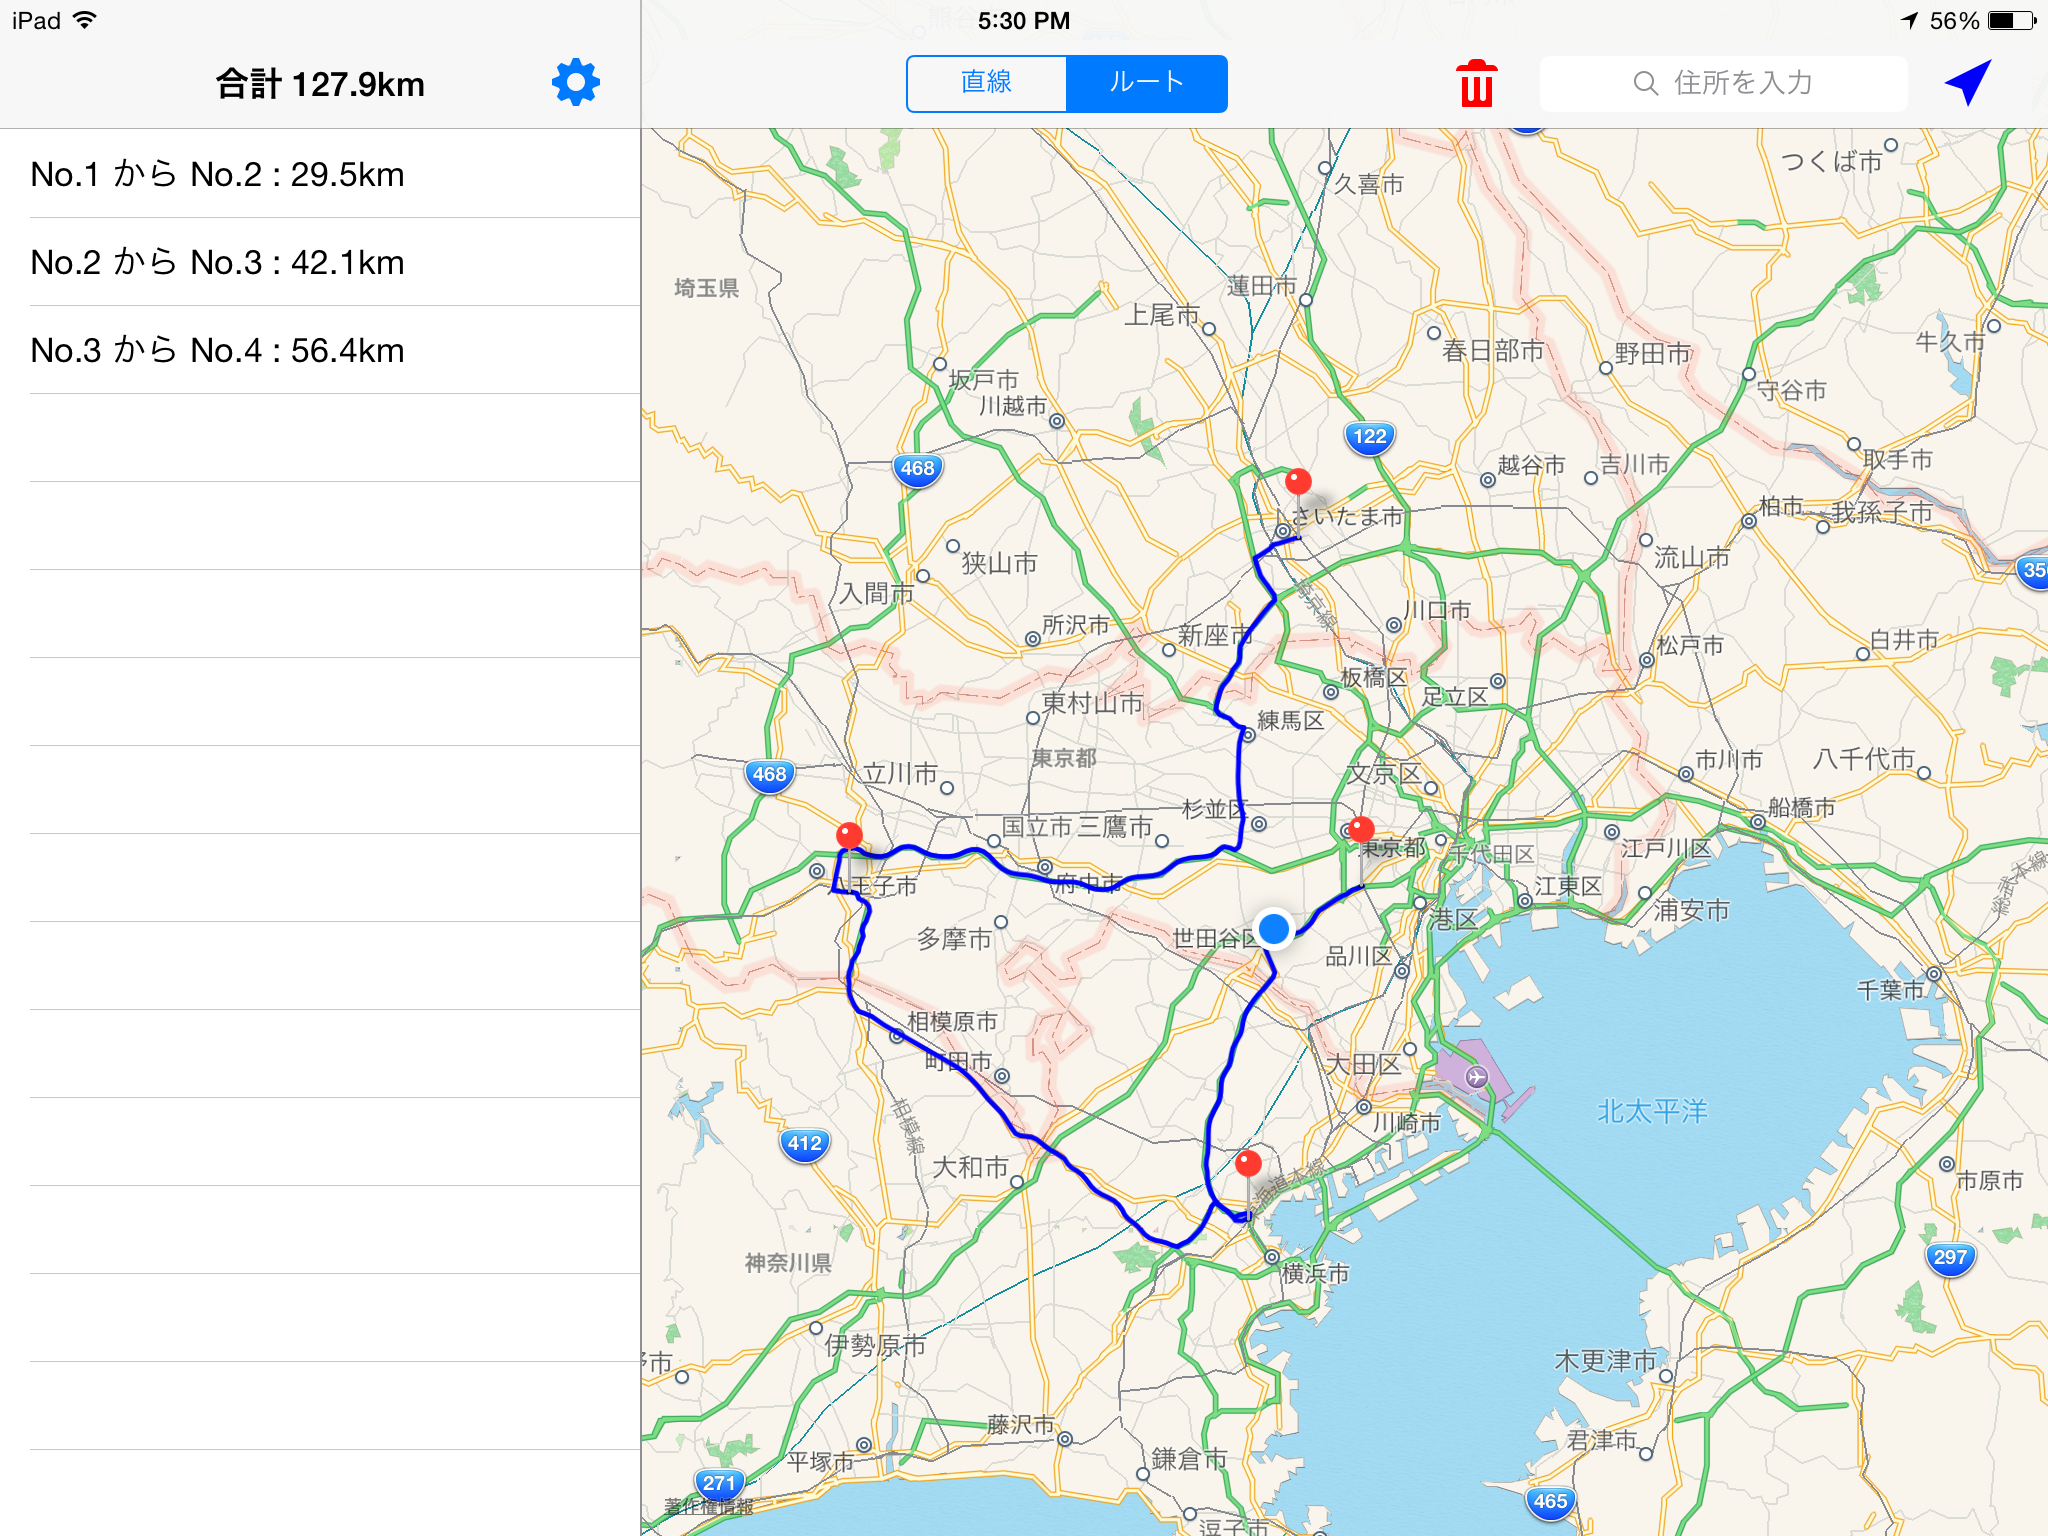 iPad
5:30 PM
56%
合計 127.9km
直線
ルート
住所を入力
No.1 から No.2 : 29.5km
No.2 から No.3 : 42.1km
No.3 から No.4 : 56.4km
つくば市
久喜市
埼玉県
蓮田市
上尾市
春日部市
野田市
牛久市
坂戸市
守谷市
川越市
122
468
越谷市
吉川市
取手市
さいたま市
柏市
我孫子市
狭山市
流山市
入間市
埼京線
川口市
所沢市
新座市
松戸市
白井市
板橋区
足立区
東村山市
練馬区
東京都
市川市
八千代市
468
立川市
文京区
杉並区
船橋市
国立市
三鷹市
東京都
千代田区
江戸川区
府中市
江東区
浦安市
港区
多摩市
世田谷区
品川区
千葉市
相模原市
町田市
大田区
北太平洋
相模線
川崎市
412
大和市
市原市
神奈川県
297
横浜市
伊勢原市
木更津市
藤沢市
君津市
平塚市
鎌倉市
271
465
著作権情報
逗子市